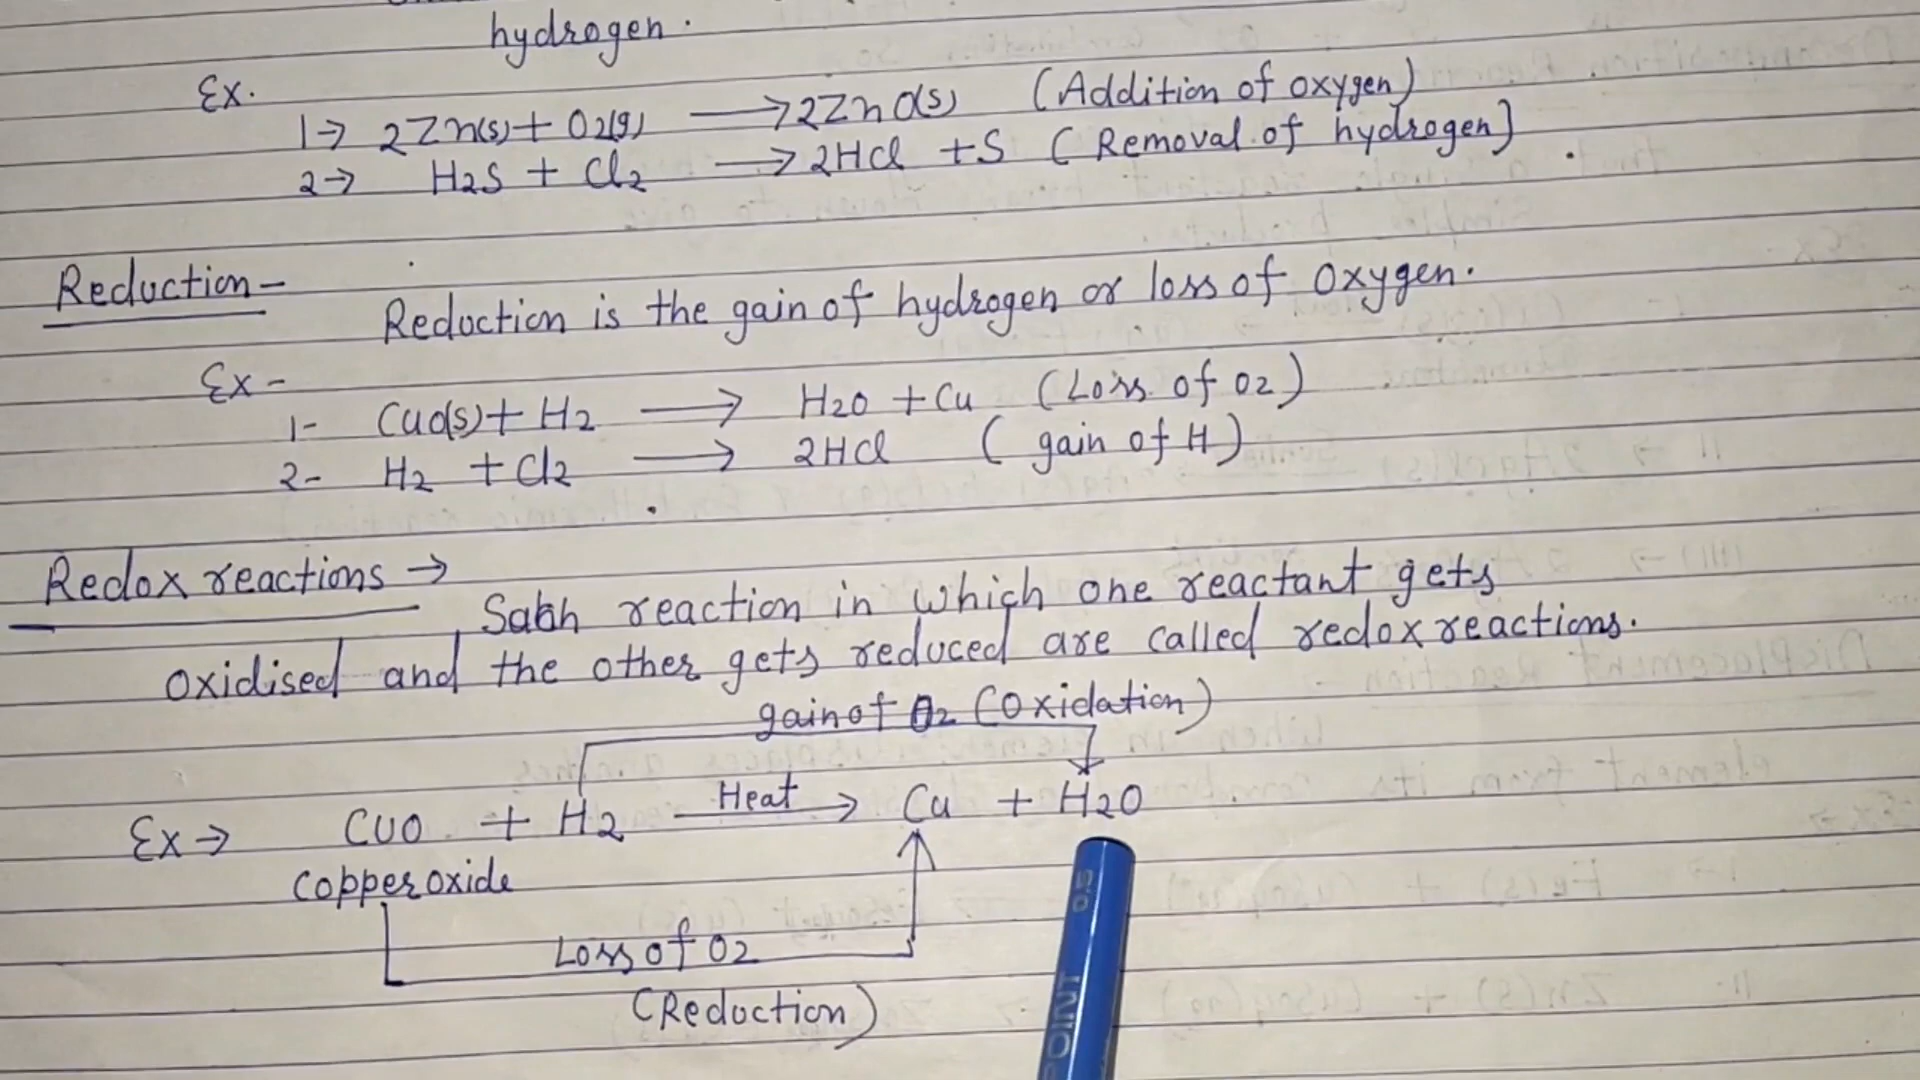 hydrogen.
Ex.
1→ 2Zn(s) + O2(g) → 2ZnO(s) (Addition of oxygen)
2→ H2S + Cl2 → 2HCl + S (Removal of hydrogen)
Reduction-
Reduction is the gain of hydrogen or loss of oxygen.
Ex-
1- CuO(s) + H2 → H2O + Cu (Loss of O2)
2- H2 + Cl2 → 2HCl (gain of H)
Redox reactions →
Sabh reaction in which one reactant gets
oxidised and the other gets reduced are called redox reactions.
gain of O2 (Oxidation)
Ex → CuO + H2 Heat → Cu + H2O
Copper oxide
Loss of O2
(Reduction)
POINT 0.5